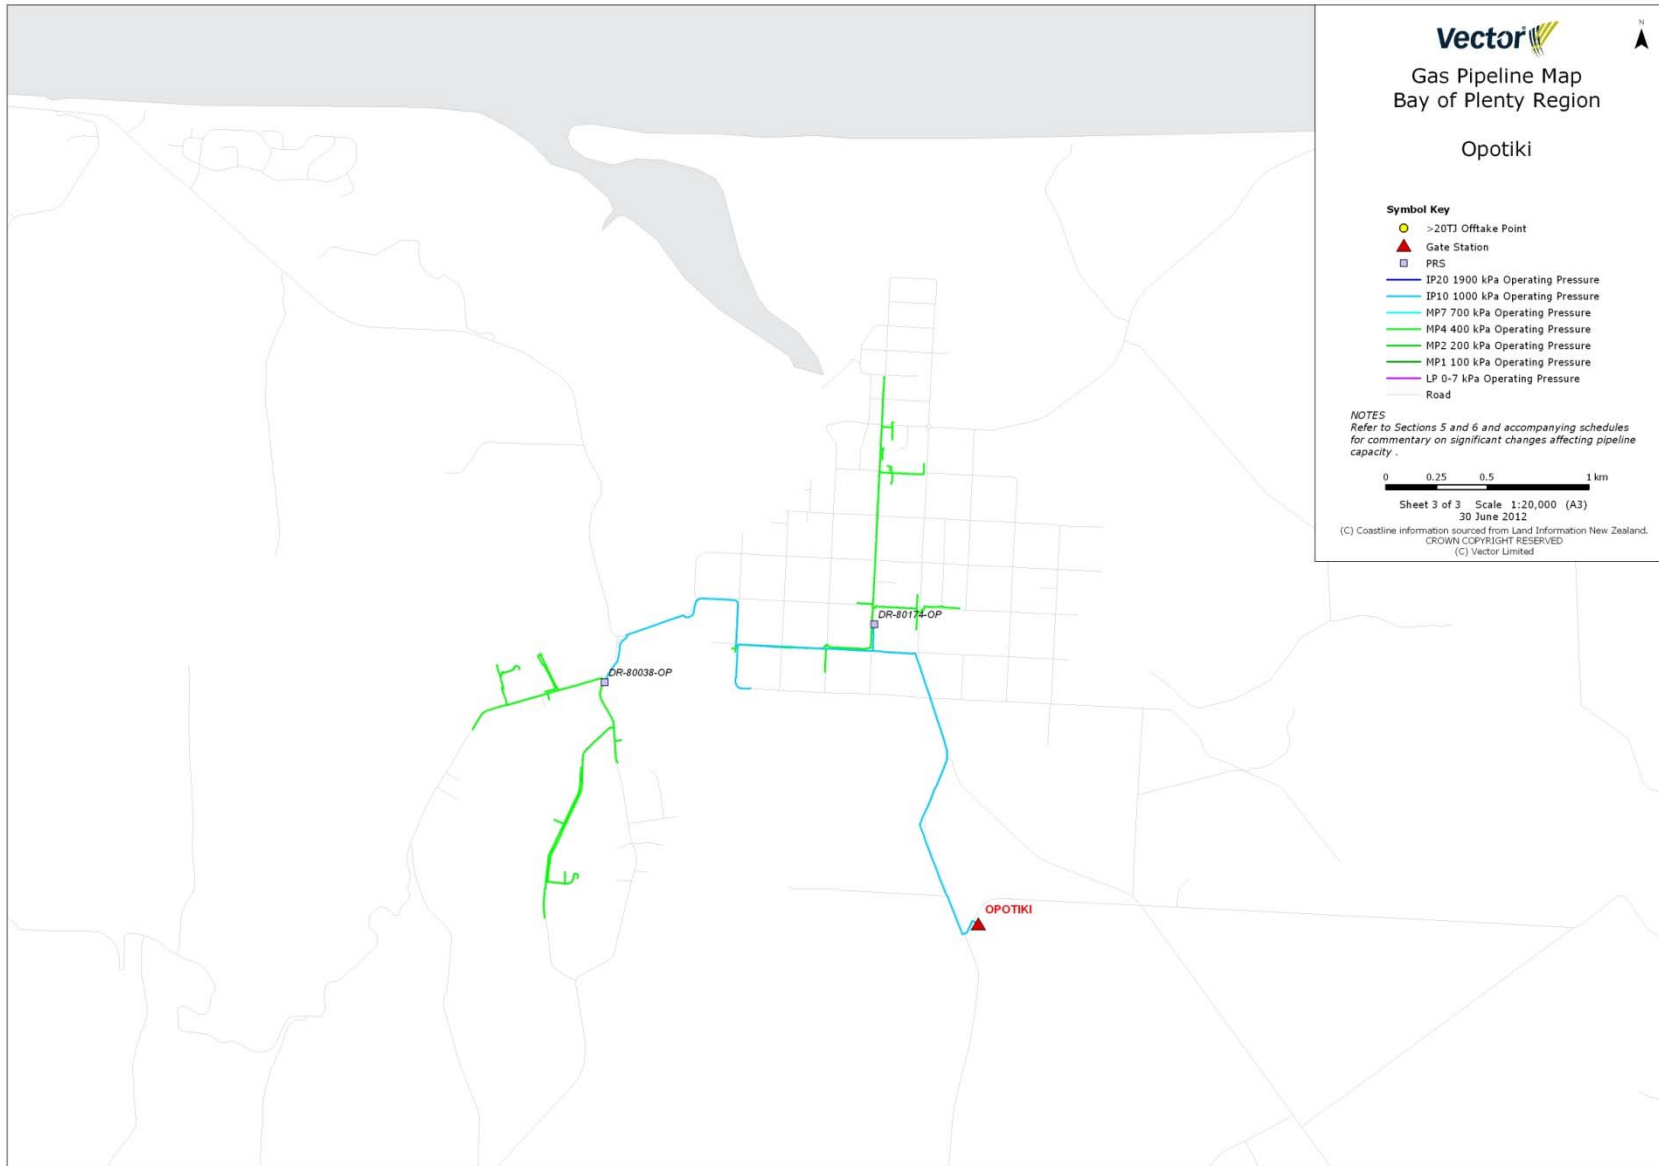 Vector
N
Gas Pipeline Map
Bay of Plenty Region
Opotiki
Symbol Key
>20TJ Offtake Point
Gate Station
PRS
IP20 1900 kPa Operating Pressure
IP10 1000 kPa Operating Pressure
MP7 700 kPa Operating Pressure
MP4 400 kPa Operating Pressure
MP2 200 kPa Operating Pressure
MP1 100 kPa Operating Pressure
LP 0-7 kPa Operating Pressure
Road
NOTES
Refer to Sections 5 and 6 and accompanying schedules
for commentary on significant changes affecting pipeline
capacity .
0 0.25 0.5 1 km
Sheet 3 of 3 Scale 1:20,000 (A3)
30 June 2012
(C) Coastline information sourced from Land Information New Zealand.
CROWN COPYRIGHT RESERVED
(C) Vector Limited
DR-80174-OP
DR-80038-OP
OPOTIKI